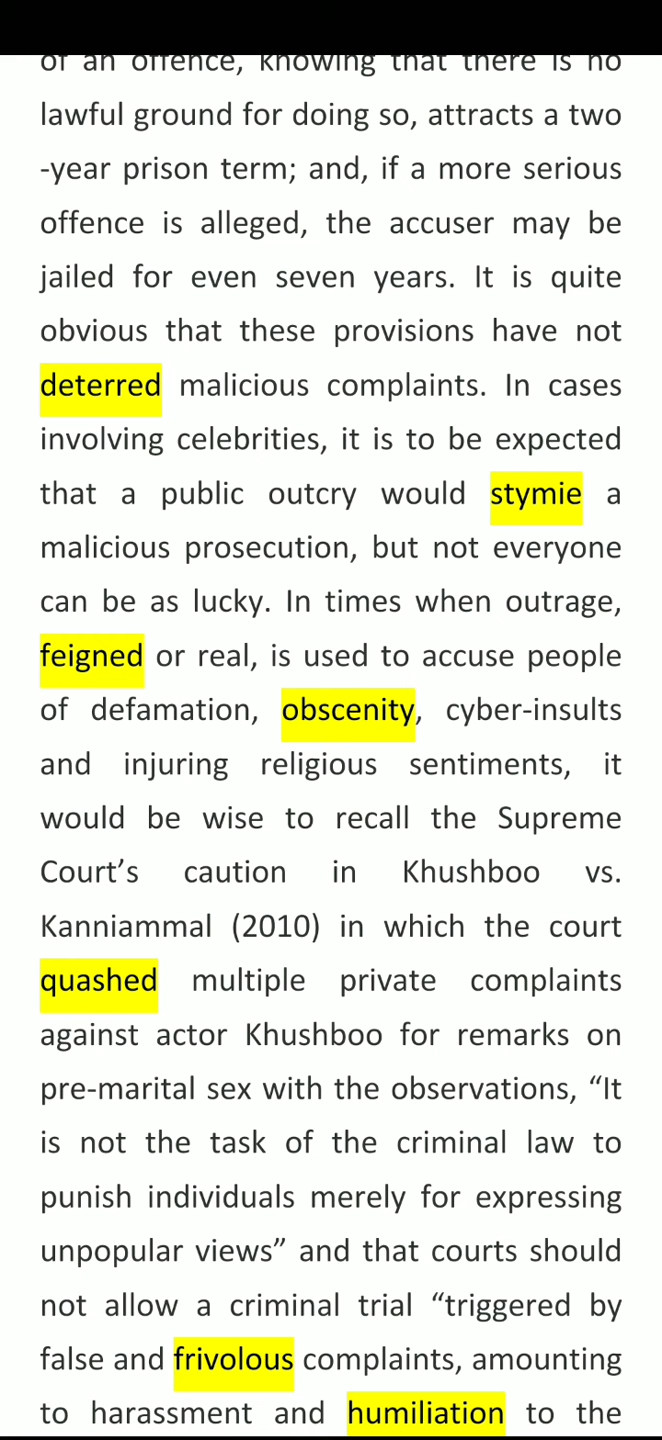 of an offence, knowing that there is no
lawful ground for doing so, attracts a two
-year prison term; and, if a more serious
offence is alleged, the accuser may be
jailed for even seven years. It is quite
obvious that these provisions have not
deterred malicious complaints. In cases
involving celebrities, it is to be expected
that a public outcry would stymie a
malicious prosecution, but not everyone
can be as lucky. In times when outrage,
feigned or real, is used to accuse people
of defamation, obscenity, cyber-insults
and injuring religious sentiments, it
would be wise to recall the Supreme
Court’s caution in Khushboo vs.
Kanniammal (2010) in which the court
quashed multiple private complaints
against actor Khushboo for remarks on
pre-marital sex with the observations, “It
is not the task of the criminal law to
punish individuals merely for expressing
unpopular views” and that courts should
not allow a criminal trial “triggered by
false and frivolous complaints, amounting
to harassment and humiliation to the